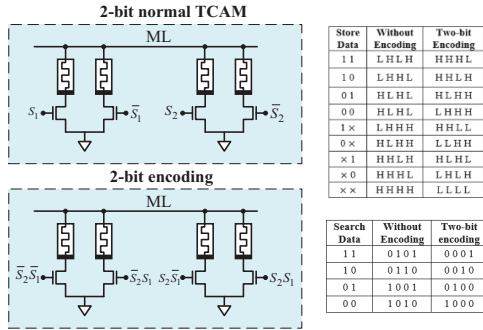 2-bit normal TCAM
ML
S₁ S̅₁ S₂ S̅₂
2-bit encoding
ML
S̅₂S̅₁ S̅₂S₁ S₂S̅₁ S₂S₁
Store Data Without Encoding Two-bit Encoding
1 1 L H L H H H H L
1 0 L H H L H H L H
0 1 H L H L H L H H
0 0 H L H L L H H H
1 × L H H H H H L L
0 × H L H H L L H H
× 1 H H L H H L H L
× 0 H H H L L H L H
× × H H H H L L L L
Search Data Without Encoding Two-bit encoding
1 1 0 1 0 1 0 0 0 1
1 0 0 1 1 0 0 0 1 0
0 1 1 0 0 1 0 1 0 0
0 0 1 0 1 0 1 0 0 0